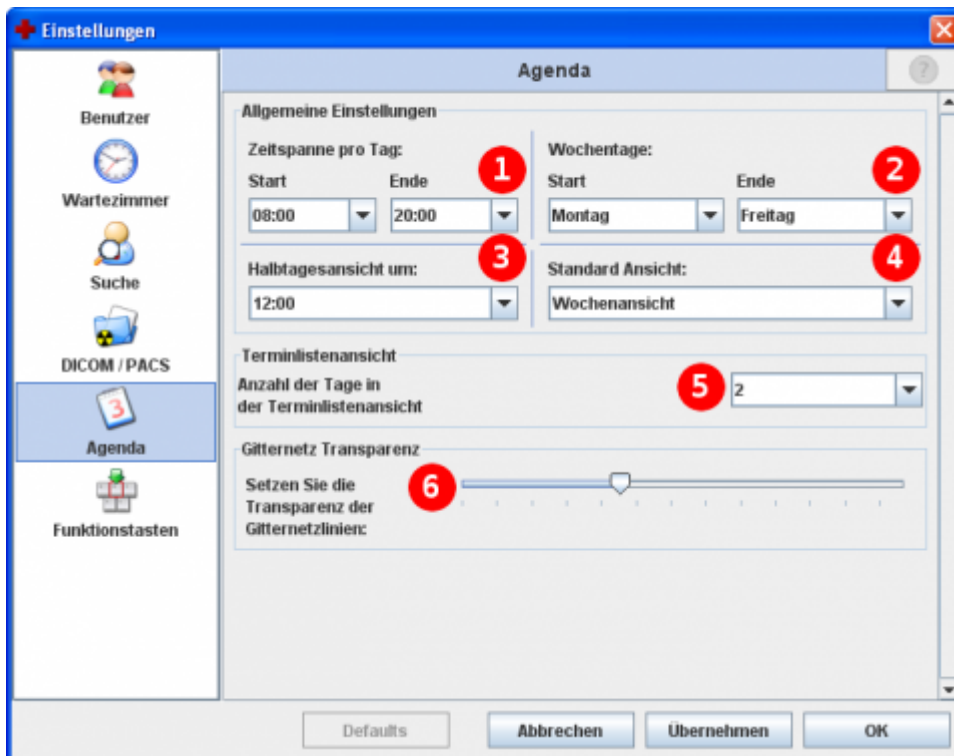 Einstellungen
Benutzer
Wartezimmer
Suche
DICOM / PACS
3
Agenda
Funktionstasten
Agenda
?
Allgemeine Einstellungen
Zeitspanne pro Tag:
1
Start
Ende
08:00
20:00
Wochentage:
2
Start
Ende
Montag
Freitag
Halbtagesansicht um:
3
12:00
Standard Ansicht:
4
Wochenansicht
Terminlistenansicht
Anzahl der Tage in
der Terminlistenansicht
5
2
Gitternetz Transparenz
Setzen Sie die
Transparenz der
Gitternetzlinien:
6
Defaults
Abbrechen
Übernehmen
OK